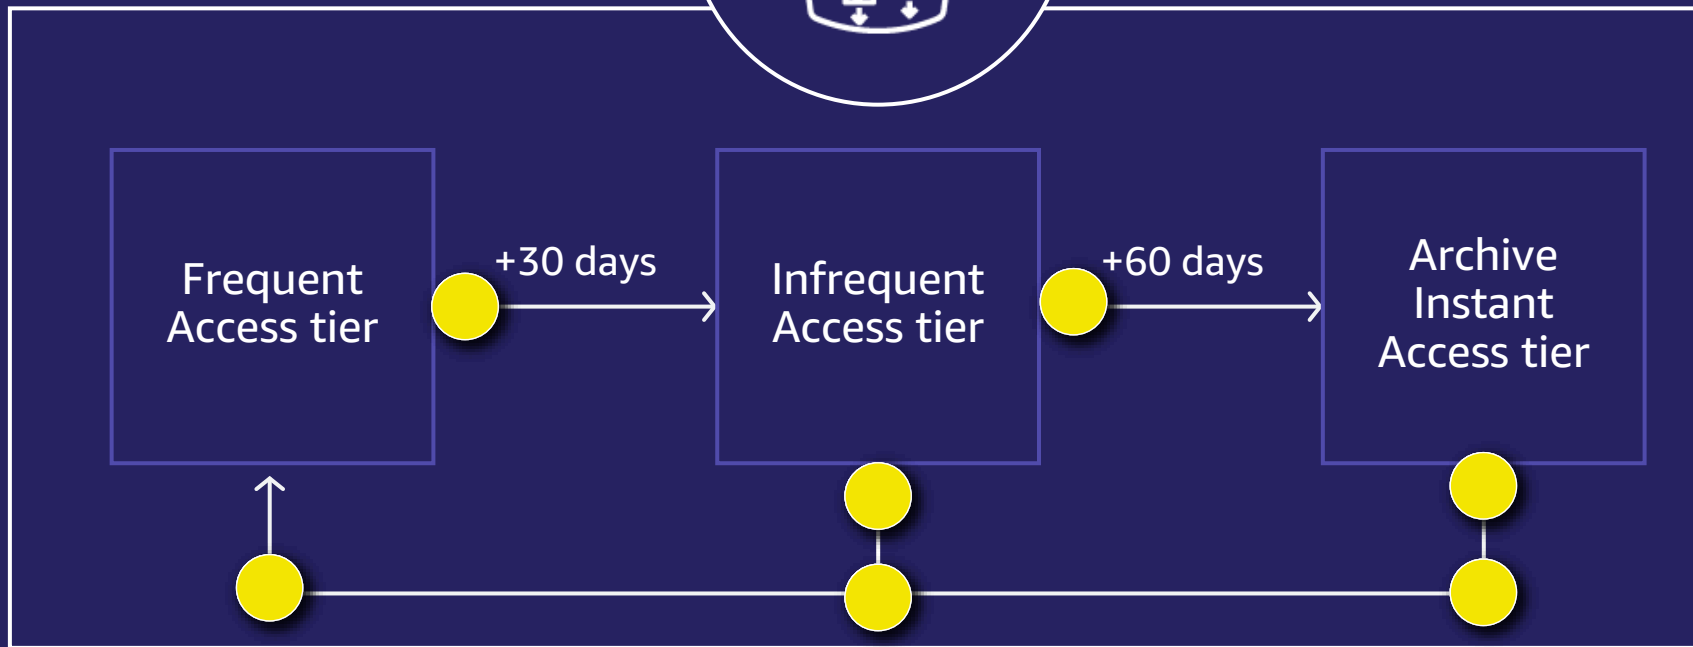 Frequent
Access tier
+30 days
Infrequent
Access tier
+60 days
Archive
Instant
Access tier